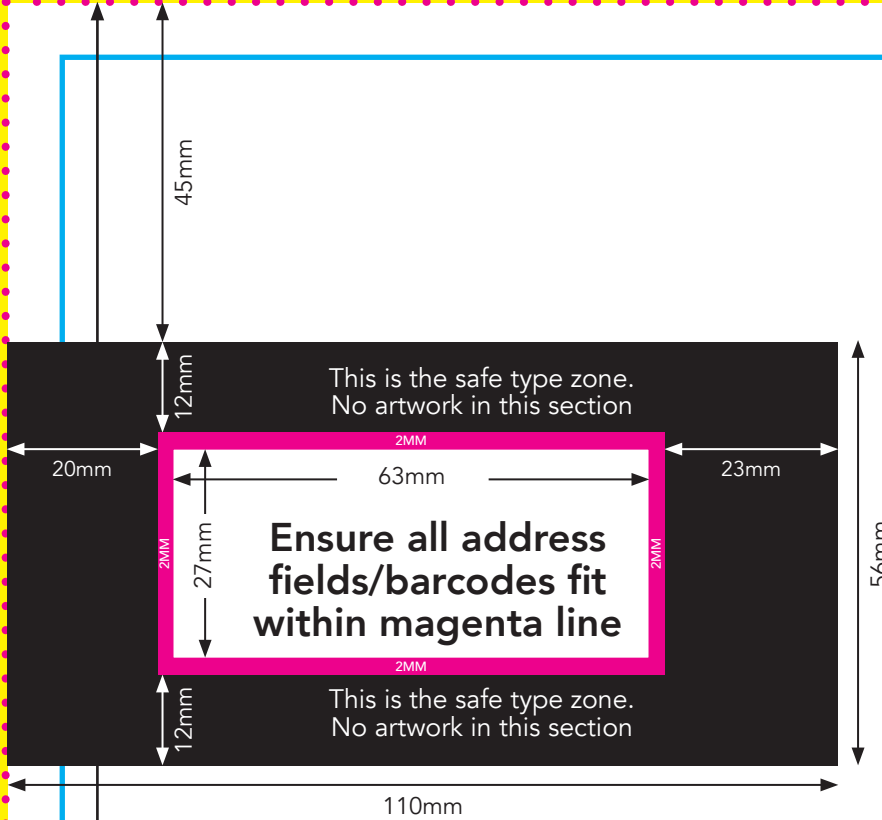 45mm
12mm
This is the safe type zone.
No artwork in this section
2MM
20mm
63mm
23mm
2MM
27mm
Ensure all address
fields/barcodes fit
within magenta line
2MM
56mm
2MM
12mm
This is the safe type zone.
No artwork in this section
110mm